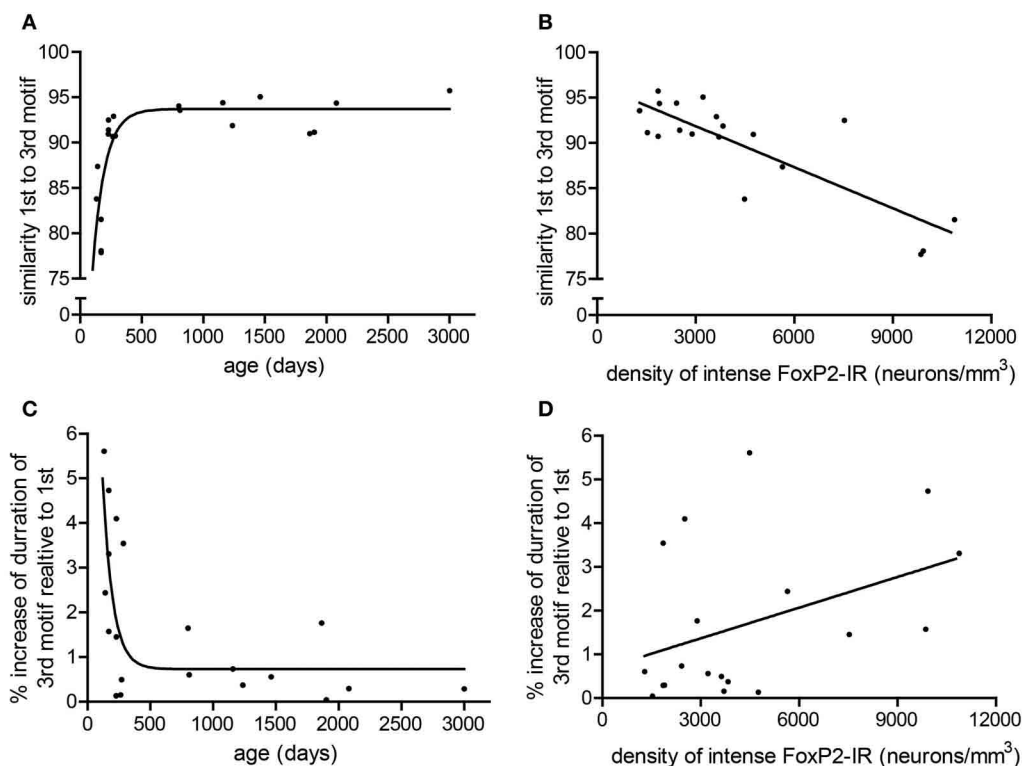 A
similarity 1st to 3rd motif
100
95
90
85
80
75
0
0 500 1000 1500 2000 2500 3000
age (days)
B
similarity 1st to 3rd motif
100
95
90
85
80
75
0
0 3000 6000 9000 12000
density of intense FoxP2-IR (neurons/mm³)
C
% increase of durration of
3rd motif realtive to 1st
6
5
4
3
2
1
0
0 500 1000 1500 2000 2500 3000
age (days)
D
% increase of durration of
3rd motif realtive to 1st
6
5
4
3
2
1
0
0 3000 6000 9000 12000
density of intense FoxP2-IR (neurons/mm³)